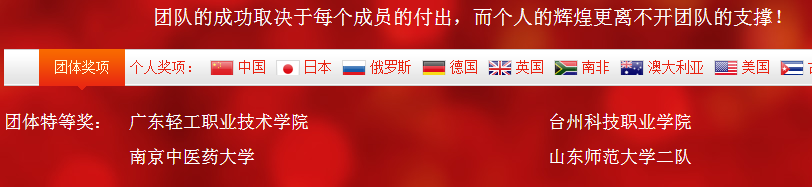 团队的成功取决于每个成员的付出，而个人的辉煌更离不开团队的支撑！
团体奖项 个人奖项： 中国 日本 俄罗斯 德国 英国 南非 澳大利亚 美国
团体特等奖： 广东轻工职业技术学院 台州科技职业学院
南京中医药大学 山东师范大学二队